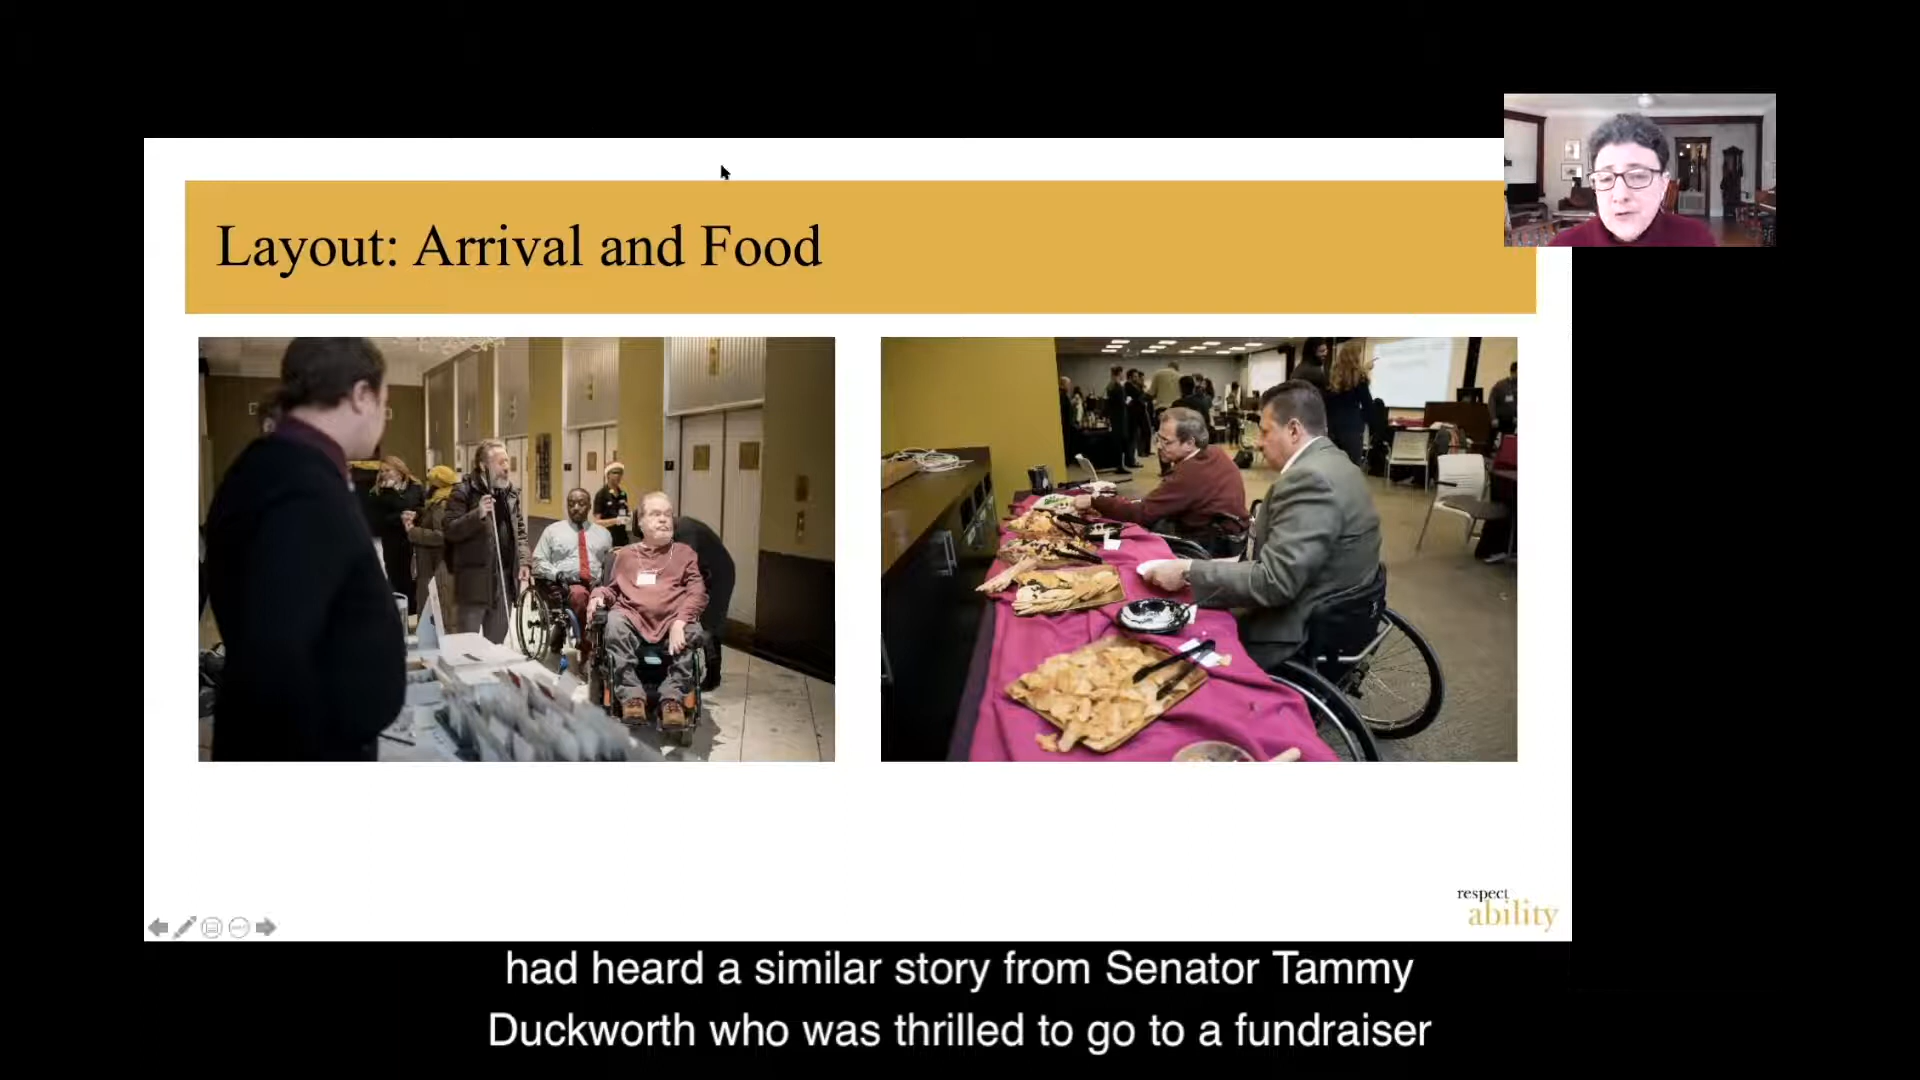 Layout: Arrival and Food
respect
ability
had heard a similar story from Senator Tammy
Duckworth who was thrilled to go to a fundraiser